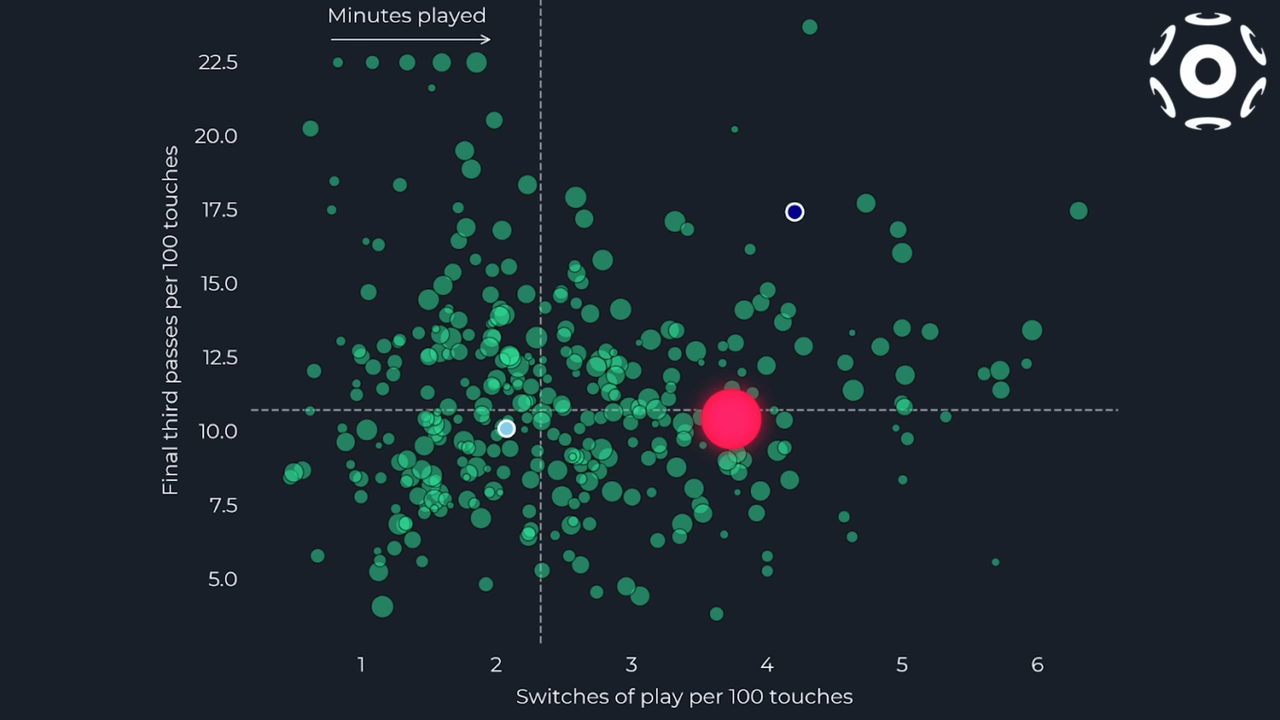 Minutes played
22.5
20.0
17.5
15.0
12.5
10.0
7.5
5.0
Final third passes per 100 touches
1 2 3 4 5 6
Switches of play per 100 touches